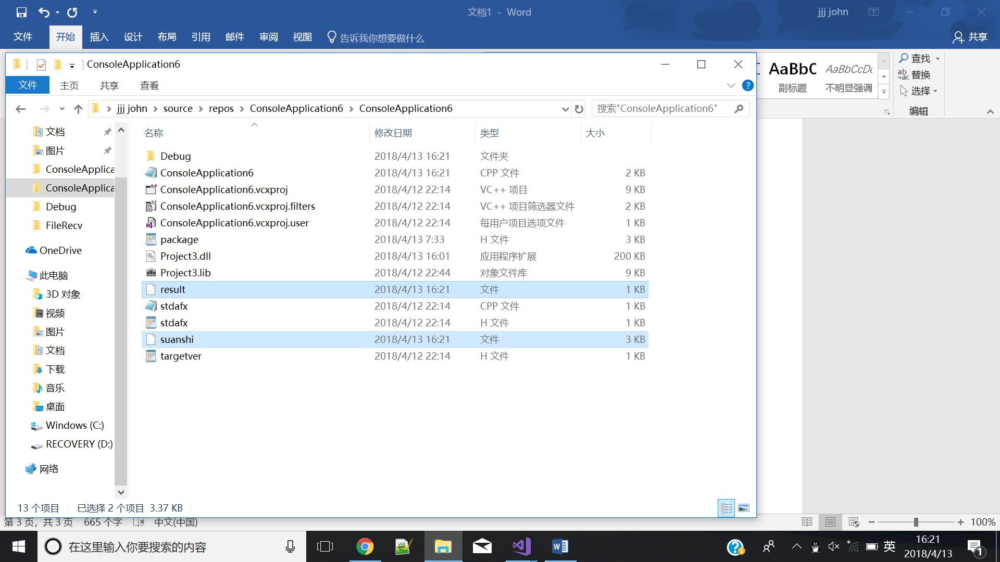 文档1 - Word
jjj john
文件 开始 插入 设计 布局 引用 邮件 审阅 视图 告诉我你想要做什么 共享
ConsoleApplication6
文件 主页 共享 查看
AaBbC AaBbCcDc
副标题 不明显强调
查找
替换
选择
编辑
jjj john source repos ConsoleApplication6 ConsoleApplication6
搜索"ConsoleApplication6"
文档
图片
ConsoleApplica
ConsoleApplica
Debug
FileRecv
OneDrive
此电脑
3D 对象
视频
图片
文档
下载
音乐
桌面
Windows (C:)
RECOVERY (D:)
网络
名称 修改日期 类型 大小
Debug 2018/4/13 16:21 文件夹
ConsoleApplication6 2018/4/13 16:21 CPP 文件 2 KB
ConsoleApplication6.vcxproj 2018/4/12 22:14 VC++ 项目 9 KB
ConsoleApplication6.vcxproj.filters 2018/4/12 22:14 VC++ 项目筛选器文件 2 KB
ConsoleApplication6.vcxproj.user 2018/4/12 22:14 每用户项目选项文件 1 KB
package 2018/4/13 7:33 H 文件 3 KB
Project3.dll 2018/4/13 16:01 应用程序扩展 200 KB
Project3.lib 2018/4/12 22:44 对象文件库 9 KB
result 2018/4/13 16:21 文件 1 KB
stdafx 2018/4/12 22:14 CPP 文件 1 KB
stdafx 2018/4/12 22:14 H 文件 1 KB
suanshi 2018/4/13 16:21 文件 3 KB
targetver 2018/4/12 22:14 H 文件 1 KB
13 个项目 已选择 2 个项目 3.37 KB
第 3 页，共 3 页 665 个字 中文(中国)
100%
在这里输入你要搜索的内容
英
16:21
2018/4/13
1